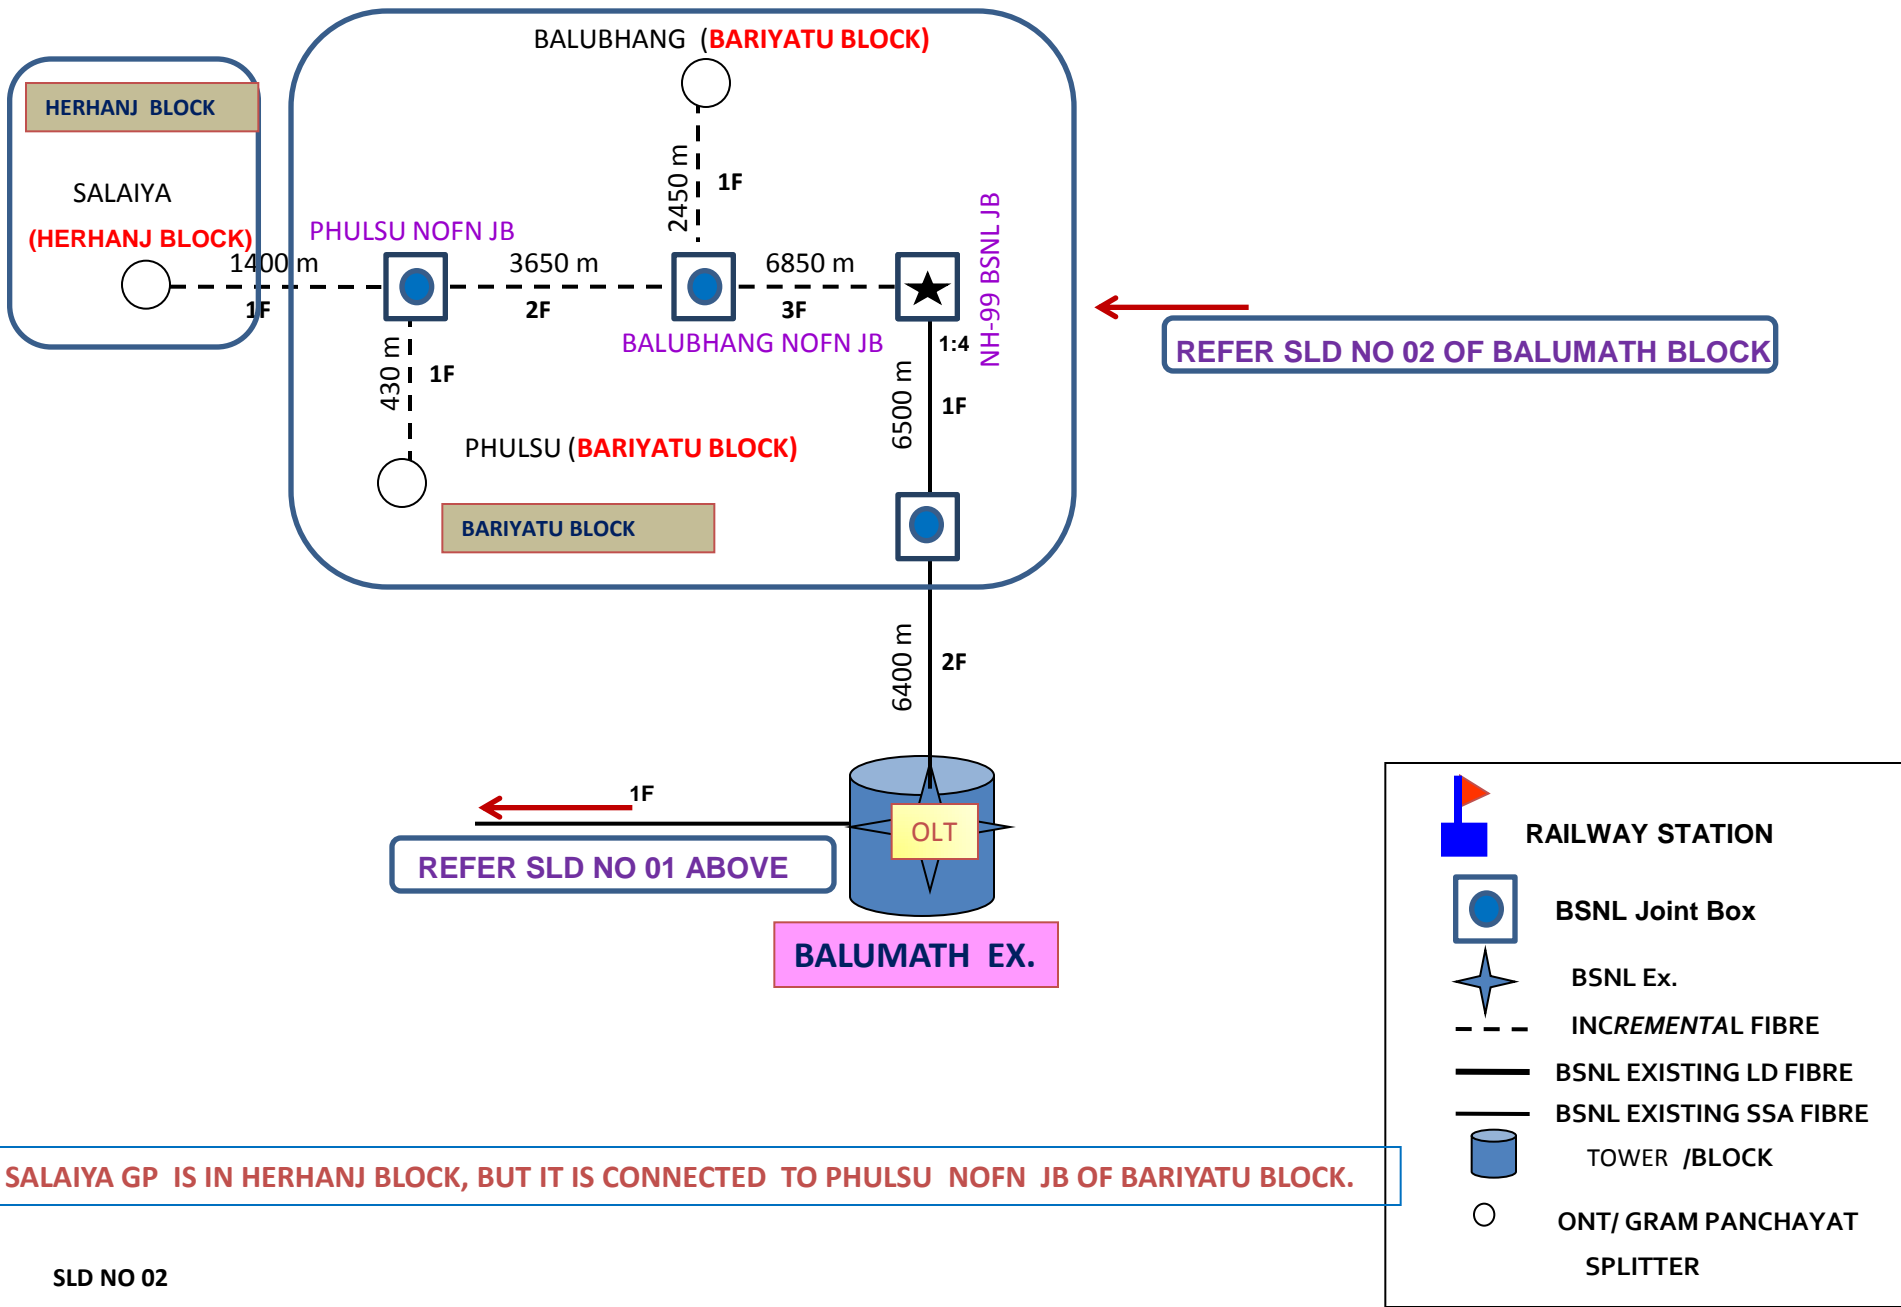 BALUBHANG (BARIYATU BLOCK)
HERHANJ BLOCK
SALAIYA
(HERHANJ BLOCK)
1400 m
1F
PHULSU NOFN JB
3650 m
2F
2450 m
1F
6850 m
3F
BALUBHANG NOFN JB
NH-99 BSNL JB
1:4
REFER SLD NO 02 OF BALUMATH BLOCK
430 m
1F
6500 m
1F
PHULSU (BARIYATU BLOCK)
BARIYATU BLOCK
6400 m
2F
1F
OLT
REFER SLD NO 01 ABOVE
BALUMATH EX.
RAILWAY STATION
BSNL Joint Box
BSNL Ex.
INCREMENTAL FIBRE
BSNL EXISTING LD FIBRE
BSNL EXISTING SSA FIBRE
TOWER /BLOCK
ONT/ GRAM PANCHAYAT
SPLITTER
SALAIYA GP IS IN HERHANJ BLOCK, BUT IT IS CONNECTED TO PHULSU NOFN JB OF BARIYATU BLOCK.
SLD NO 02